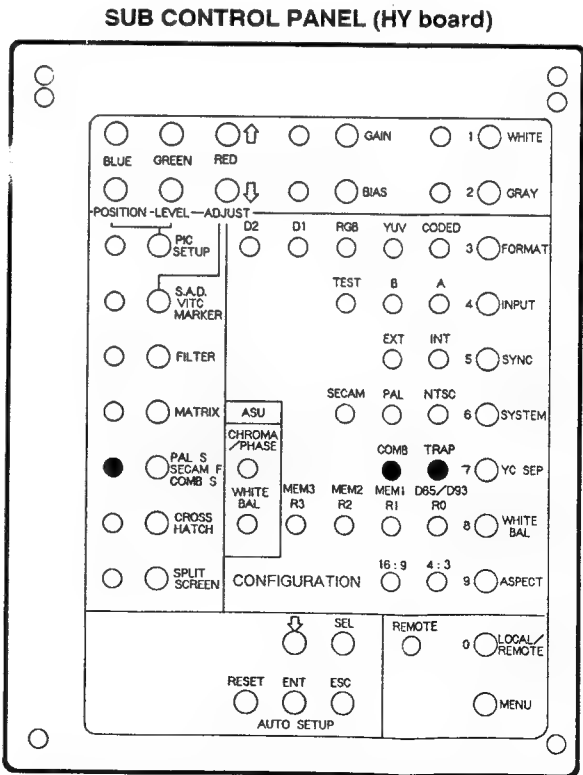 SUB CONTROL PANEL (HY board)
BLUE GREEN RED GAIN 1 WHITE
BIAS 2 GRAY
POSITION LEVEL ADJUST
PIC SETUP D2 D1 RGB YUV CODED 3 FORMAT
S.A.D. VITC MARKER TEST B A 4 INPUT
FILTER EXT INT 5 SYNC
MATRIX ASU SECAM PAL NTSC 6 SYSTEM
CHROMA /PHASE
PAL S SECAM F COMB S COMB TRAP 7 YC SEP
WHITE BAL MEM3 R3 MEM2 R2 MEM1 R1 D65/D93 R0
CROSS HATCH 8 WHITE BAL
SPLIT SCREEN CONFIGURATION 16:9 4:3 9 ASPECT
SEL REMOTE 0 LOCAL/ REMOTE
RESET ENT ESC MENU
AUTO SETUP